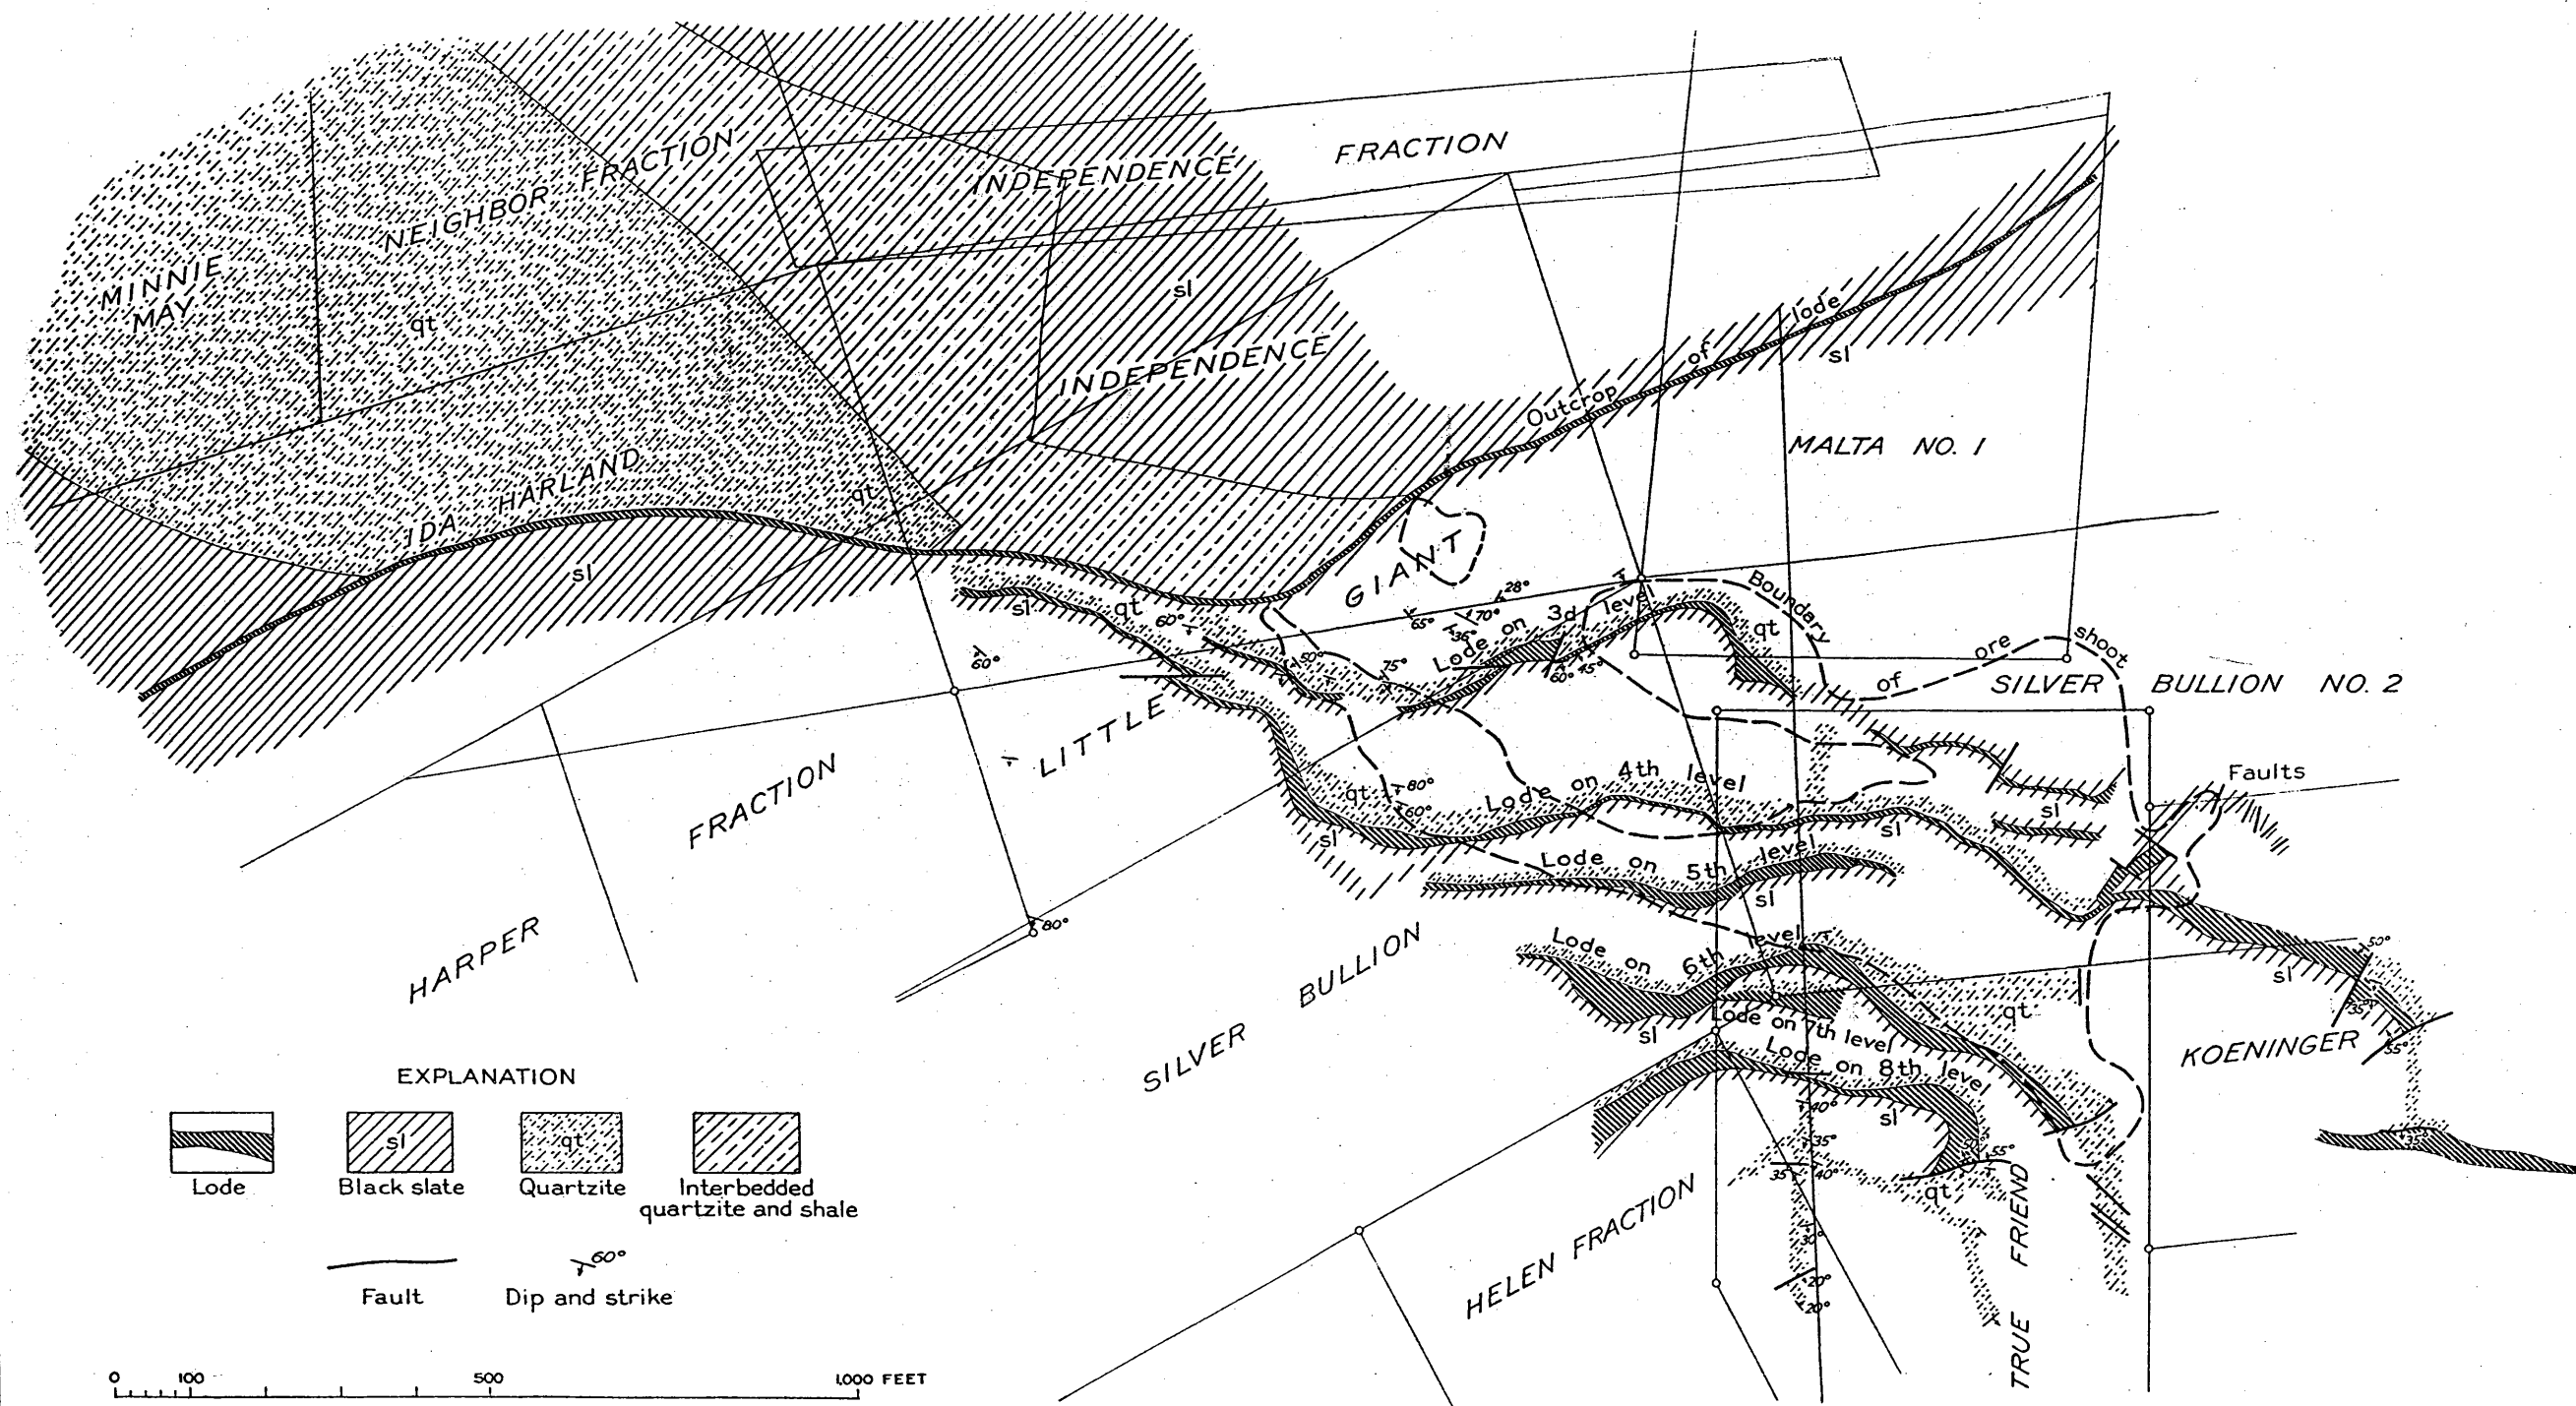 FRACTION
INDEPENDENCE
NEIGHBOR FRACTION
MINNIE
MAY
qt
sl
INDEPENDENCE
Outcrop of lode
sl
MALTA NO. 1
IDA HARLAND
qt
sl
GIANT
28°
70°
65°
36°
Lode on 3d level
Boundary of ore shoot
qt
sl
qt
60°
60°
50°
75°
60°
45°
SILVER BULLION NO. 2
LITTLE
FRACTION
HARPER
Faults
Lode on 4th level
qt
80°
60°
sl
sl
sl
Lode on 5th level
sl
80°
SILVER BULLION
Lode on 6th level
sl
qt
50°
sl
35°
55°
KOENINGER
Lode on 7th level
Lode on 8th level
sl
40°
35°
35°
40°
50°
55°
qt
30°
20°
20°
35°
HELEN FRACTION
TRUE FRIEND
EXPLANATION
sl
qt
Lode
Black slate
Quartzite
Interbedded
quartzite and shale
60°
Fault
Dip and strike
0 100 500 1,000 FEET